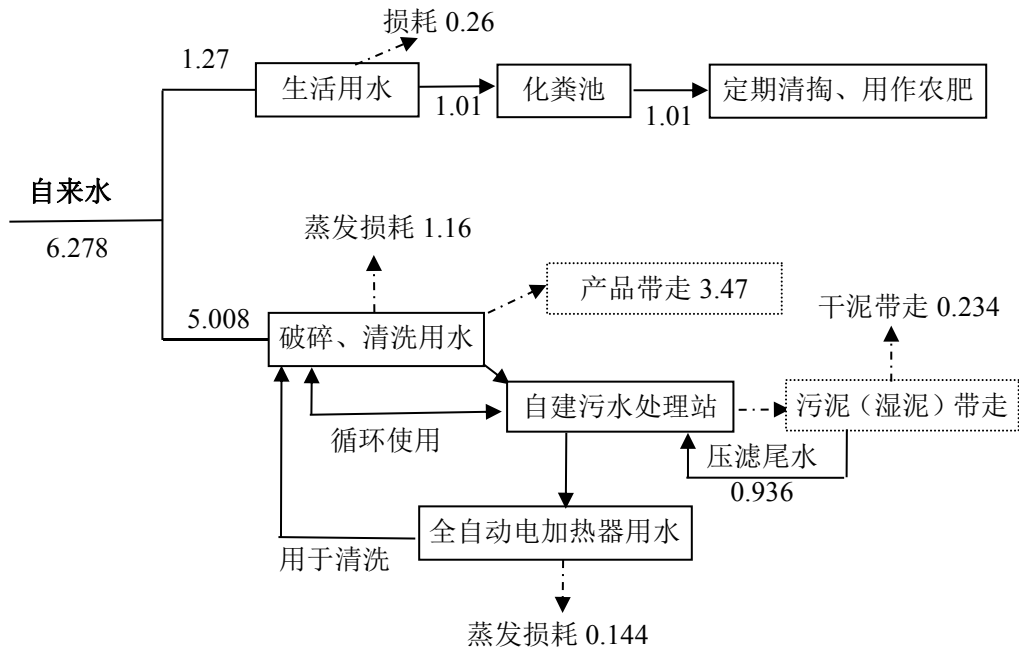 损耗 0.26
1.27
生活用水
1.01
化粪池
1.01
定期清掏、用作农肥
自来水
6.278
蒸发损耗 1.16
产品带走 3.47
干泥带走 0.234
5.008
破碎、清洗用水
自建污水处理站
污泥（湿泥）带走
循环使用
压滤尾水
0.936
全自动电加热器用水
用于清洗
蒸发损耗 0.144